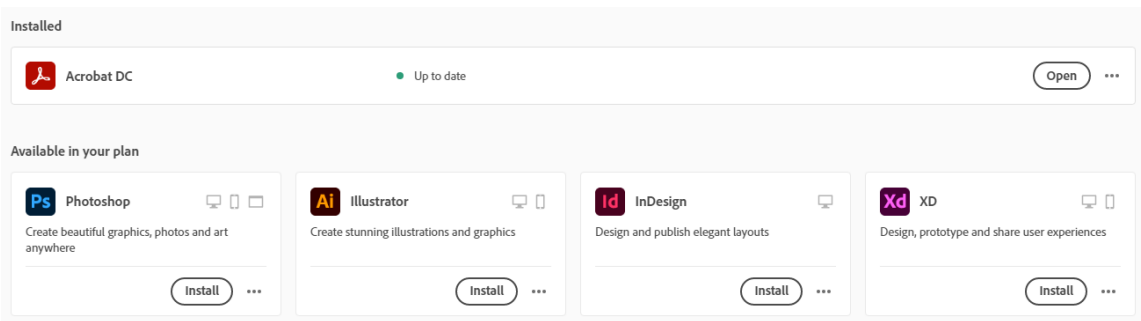 Installed
Acrobat DC
Up to date
Open
Available in your plan
Ps Photoshop
Create beautiful graphics, photos and art
anywhere
Install
Ai Illustrator
Create stunning illustrations and graphics
Install
Id InDesign
Design and publish elegant layouts
Install
Xd XD
Design, prototype and share user experiences
Install